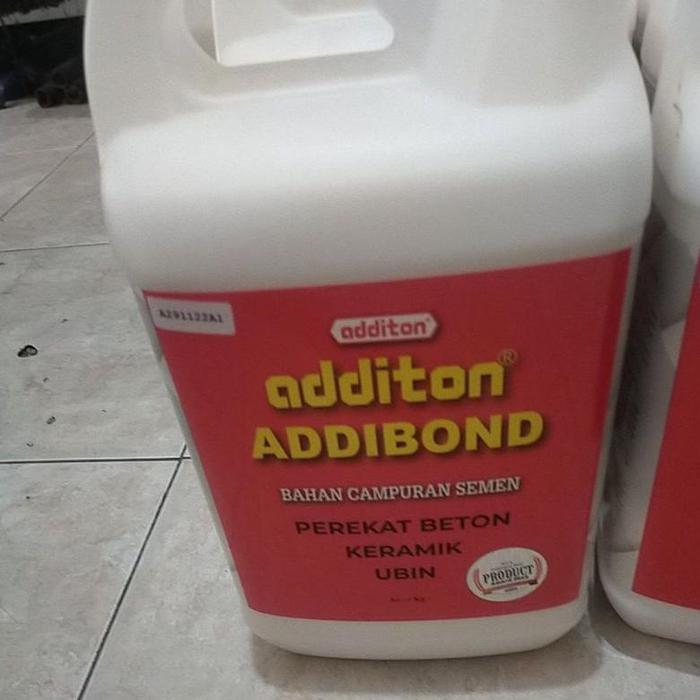 A291122A1
additon
additon®
ADDIBOND
BAHAN CAMPURAN SEMEN
PEREKAT BETON
KERAMIK
UBIN
PRODUCT